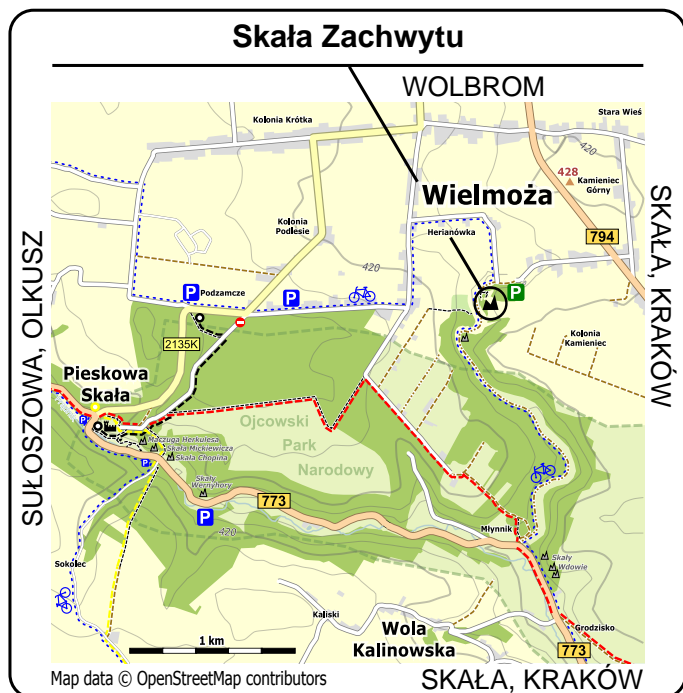 Skała Zachwytu
WOLBROM
Kolonia Krótka
Stara Wieś
420
428
Kamieniec
Górny
Wielmoża
Kolonia
Podlesie
Herianówka
SKAŁA, KRAKÓW
794
420
P
Podzamcze
P
P
SUŁOSZOWA, OLKUSZ
2135K
Kolonia
Kamieniec
Pieskowa
Skała
P
Ojcowski
Park
Narodowy
Maczuga Herkulesa
Skała Mickiewicza
Skała Chopina
P
Skały
Wernyhory
773
P
420
Młynnik
Skały
Wdowie
Sokolec
Kaliski
Wola
Kalinowska
Grodzisko
1 km
773
Map data © OpenStreetMap contributors
SKAŁA, KRAKÓW